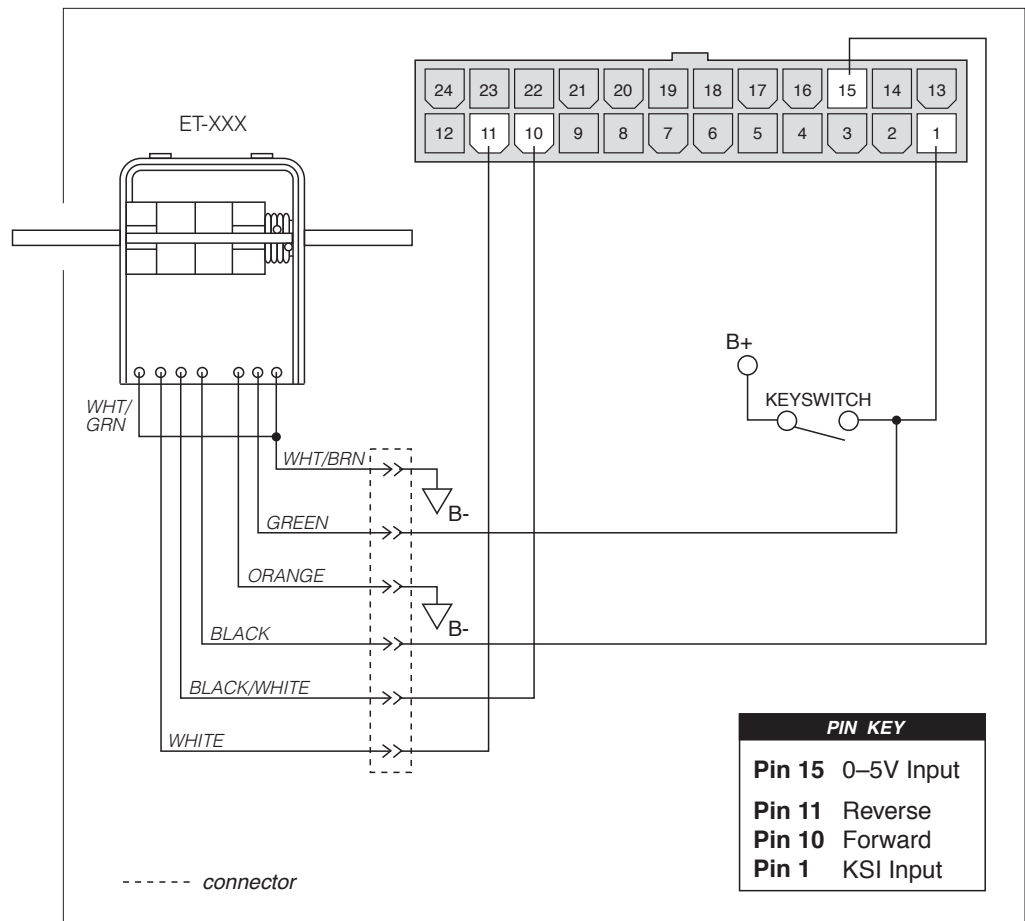 ET-XXX
24 23 22 21 20 19 18 17 16 15 14 13
12 11 10 9 8 7 6 5 4 3 2 1
B+
KEYSWITCH
WHT/
GRN
WHT/BRN
B-
GREEN
ORANGE
B-
BLACK
BLACK/WHITE
WHITE
PIN KEY
Pin 15 0–5V Input
Pin 11 Reverse
Pin 10 Forward
Pin 1 KSI Input
connector